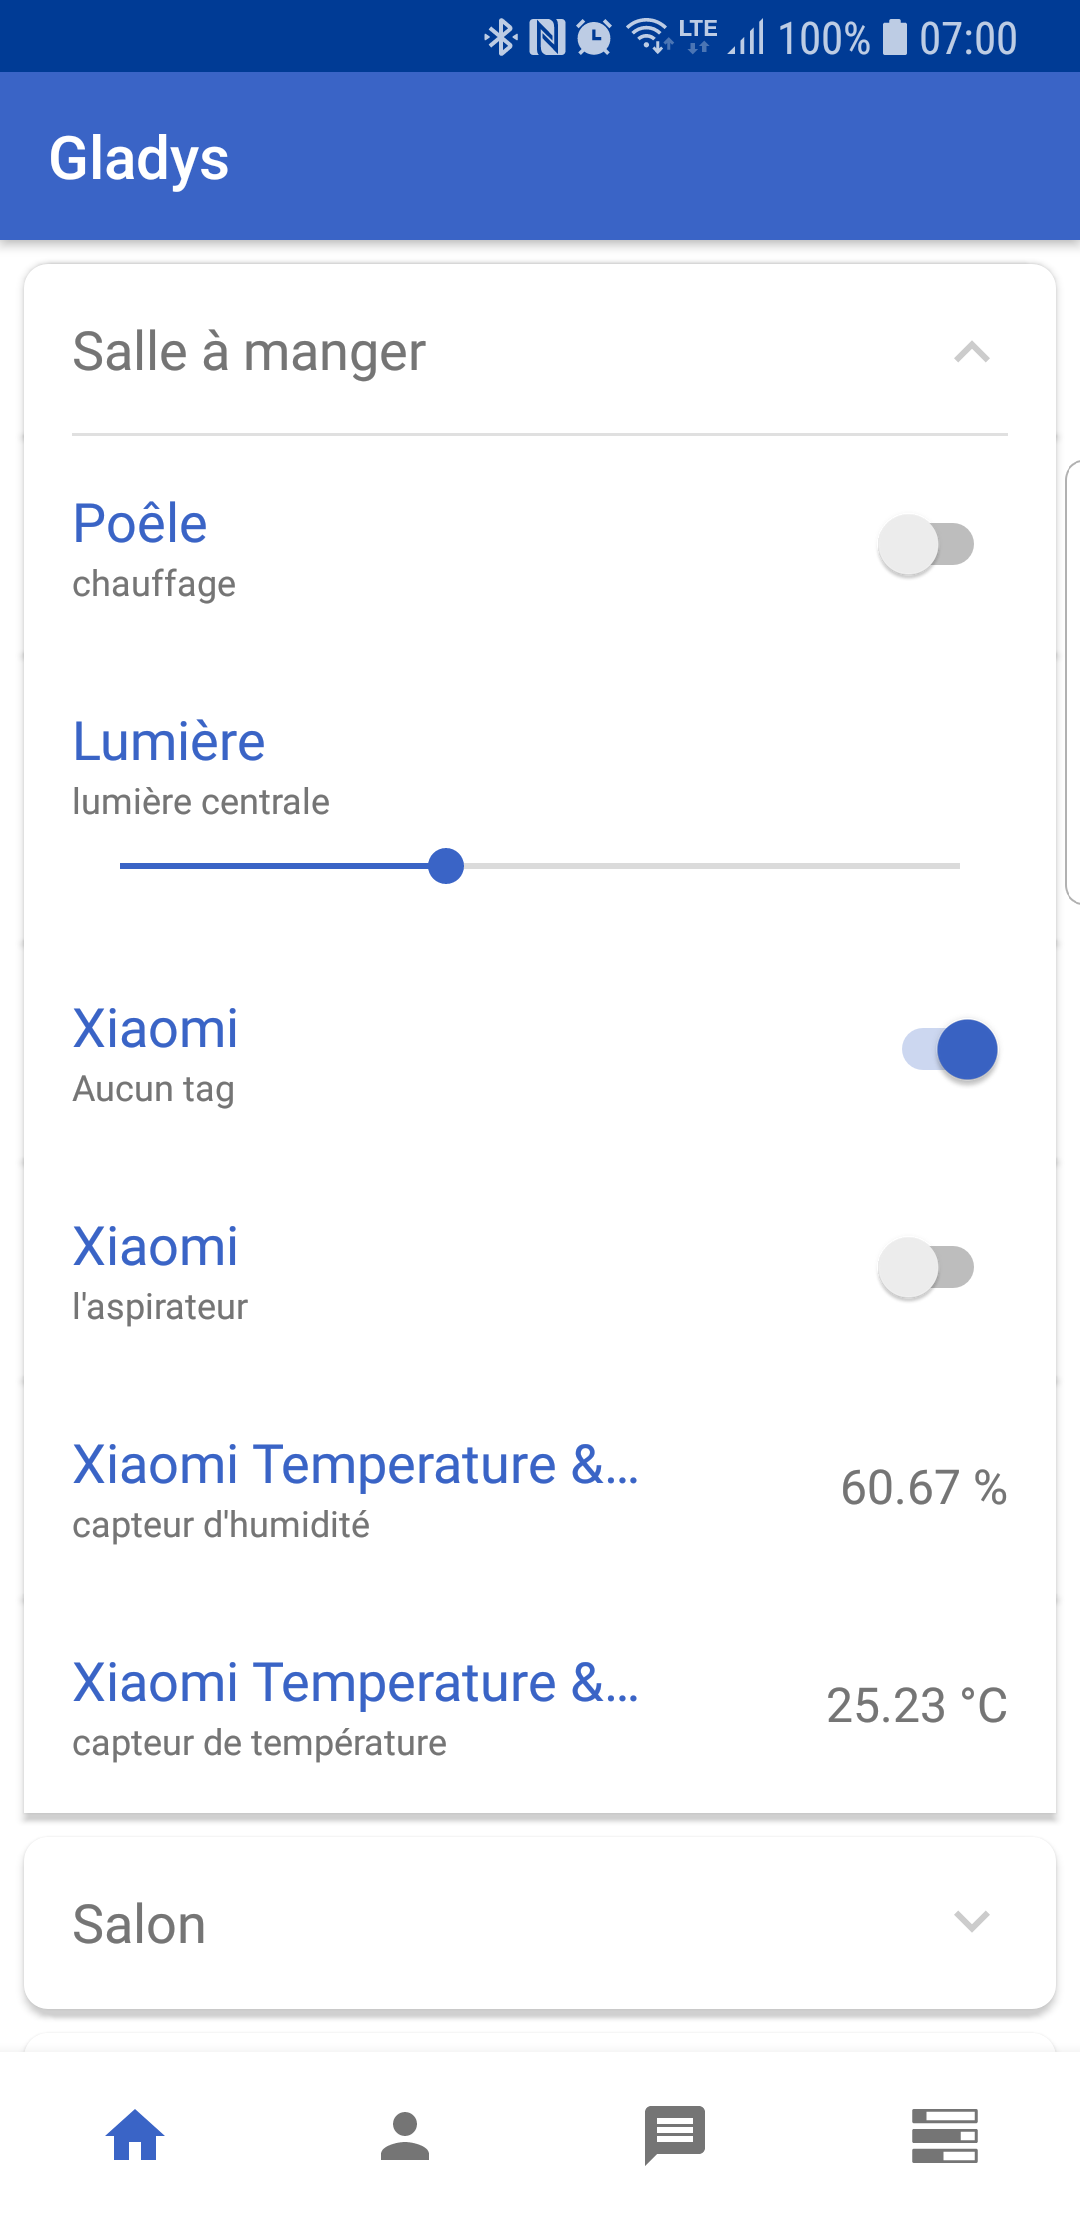 LTE 100% 07:00
Gladys
Salle à manger
Poêle
chauffage
Lumière
lumière centrale
Xiaomi
Aucun tag
Xiaomi
l'aspirateur
Xiaomi Temperature &...
60.67 %
capteur d'humidité
Xiaomi Temperature &...
25.23 °C
capteur de température
Salon